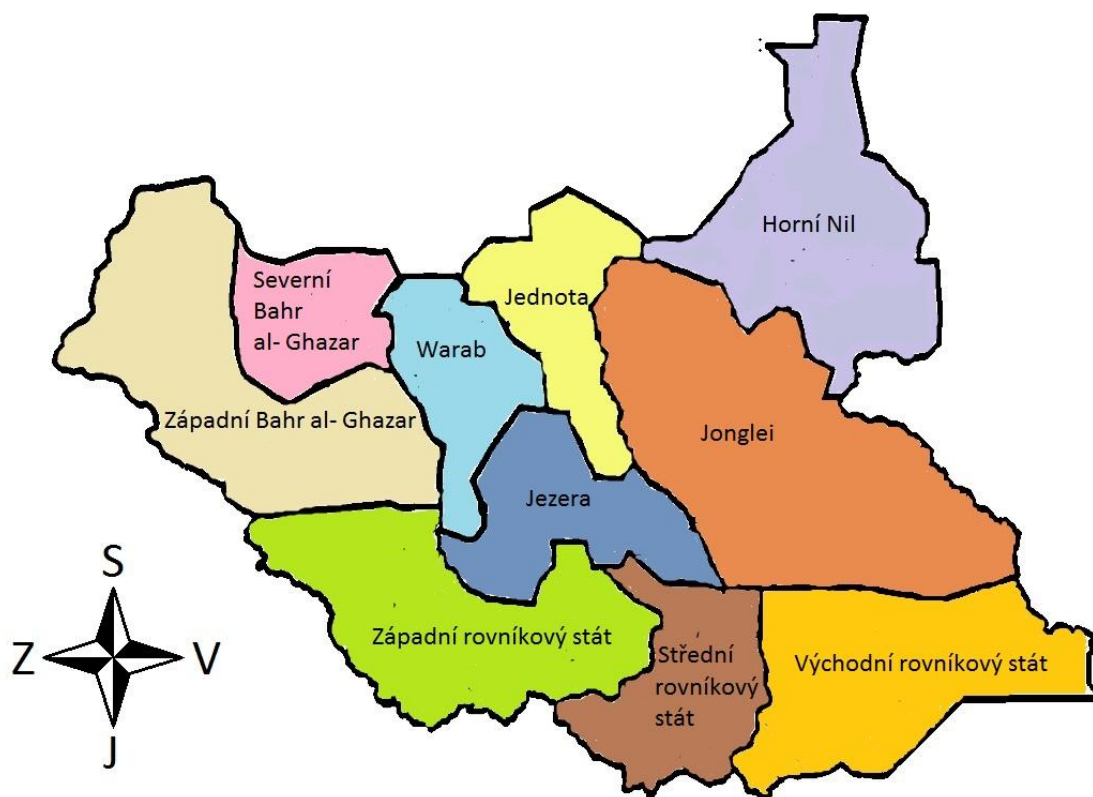 Horní Nil
Severní
Bahr
al- Ghazar
Jednota
Warab
Západní Bahr al- Ghazar
Jonglei
Jezera
S
Z
V
J
Západní rovníkový stát
Střední
rovníkový
stát
Východní rovníkový stát